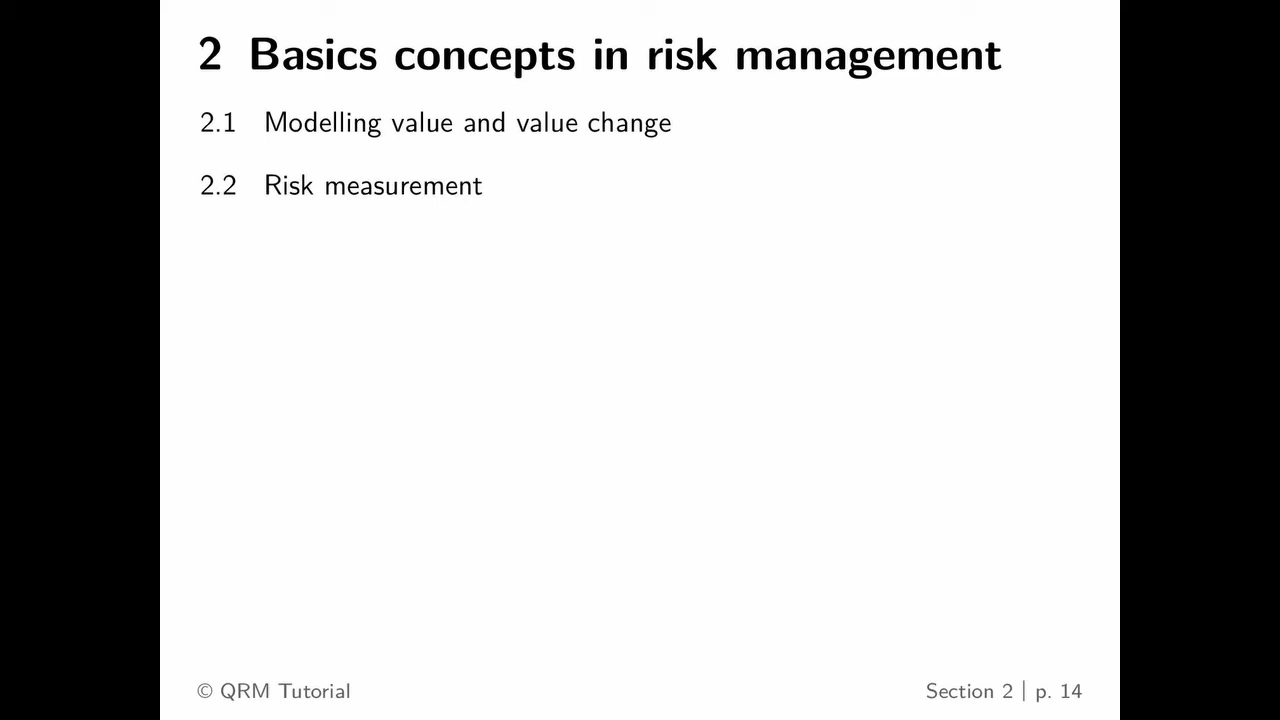 2 Basics concepts in risk management
2.1 Modelling value and value change
2.2 Risk measurement
© QRM Tutorial
Section 2 | p. 14